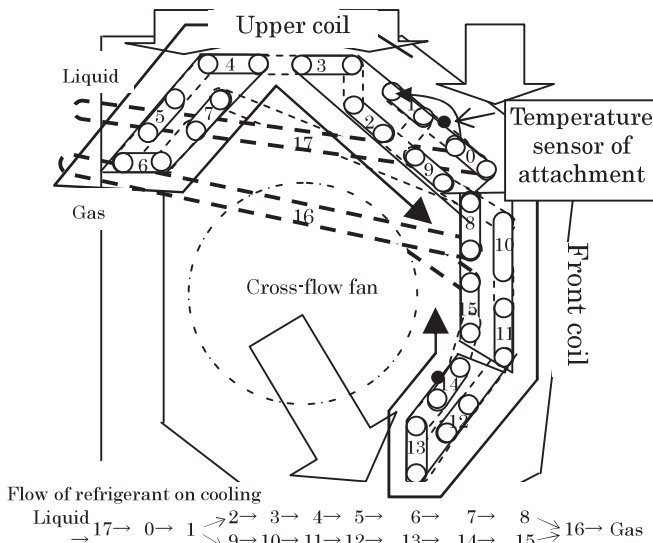 Upper coil
4
3
Liquid
5
7
1
2
0
17
9
6
Temperature
sensor of
attachment
Gas
16
8
10
Cross-flow fan
Front coil
15
11
14
12
13
Flow of refrigerant on cooling
Liquid
→ 17→ 0→ 1
2→ 3→ 4→ 5→ 6→ 7→ 8
9→10→11→12→ 13→ 14→ 15
16→ Gas